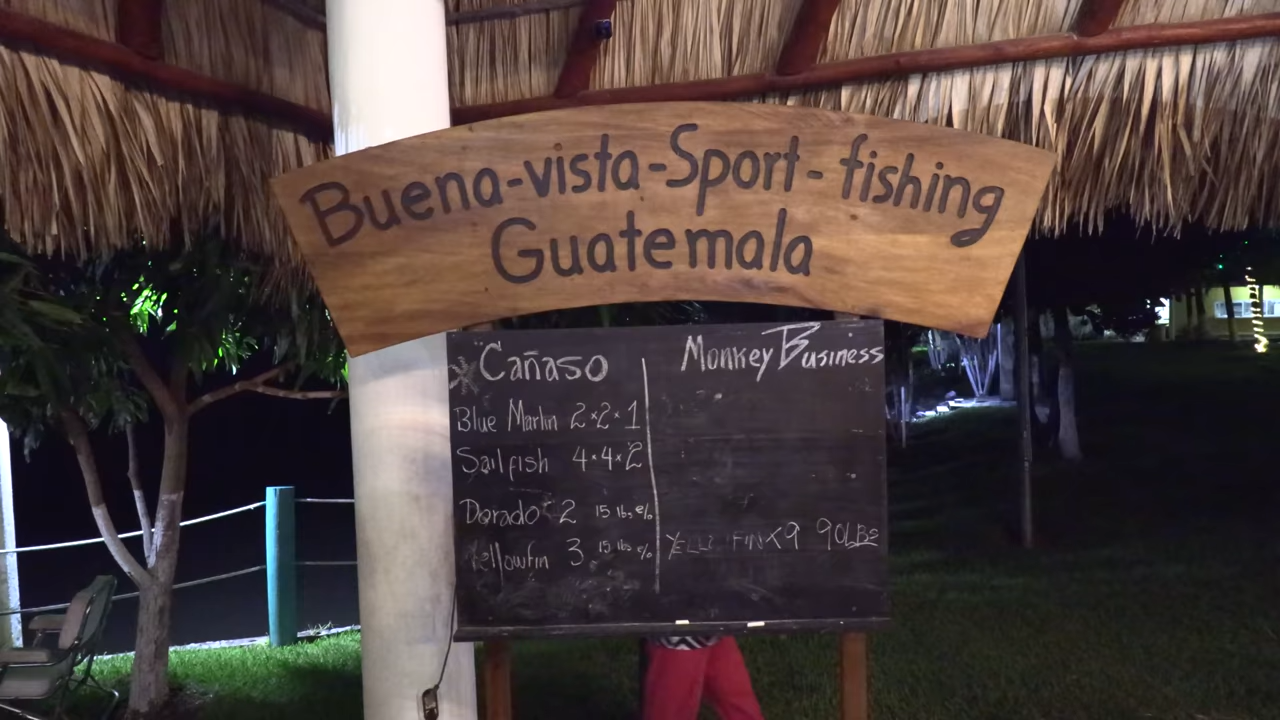 Buena-vista-Sport-fishing
Guatemala
"Cañaso
Blue Marlin 2×2×1
Sailfish 4×4×2
Dorado 2 15 lbs e/o
Yellowfin 3 15 lbs e/o
Monkey Business
FIN×9 90LBS